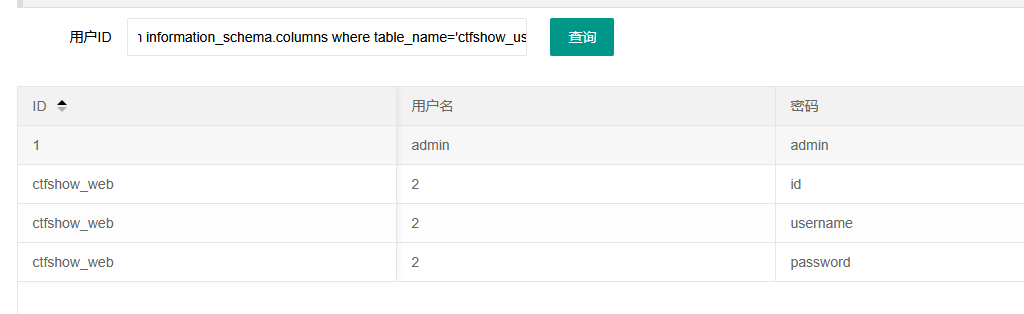 用户ID information_schema.columns where table_name='ctfshow_us 查询
ID 用户名 密码
1 admin admin
ctfshow_web 2 id
ctfshow_web 2 username
ctfshow_web 2 password